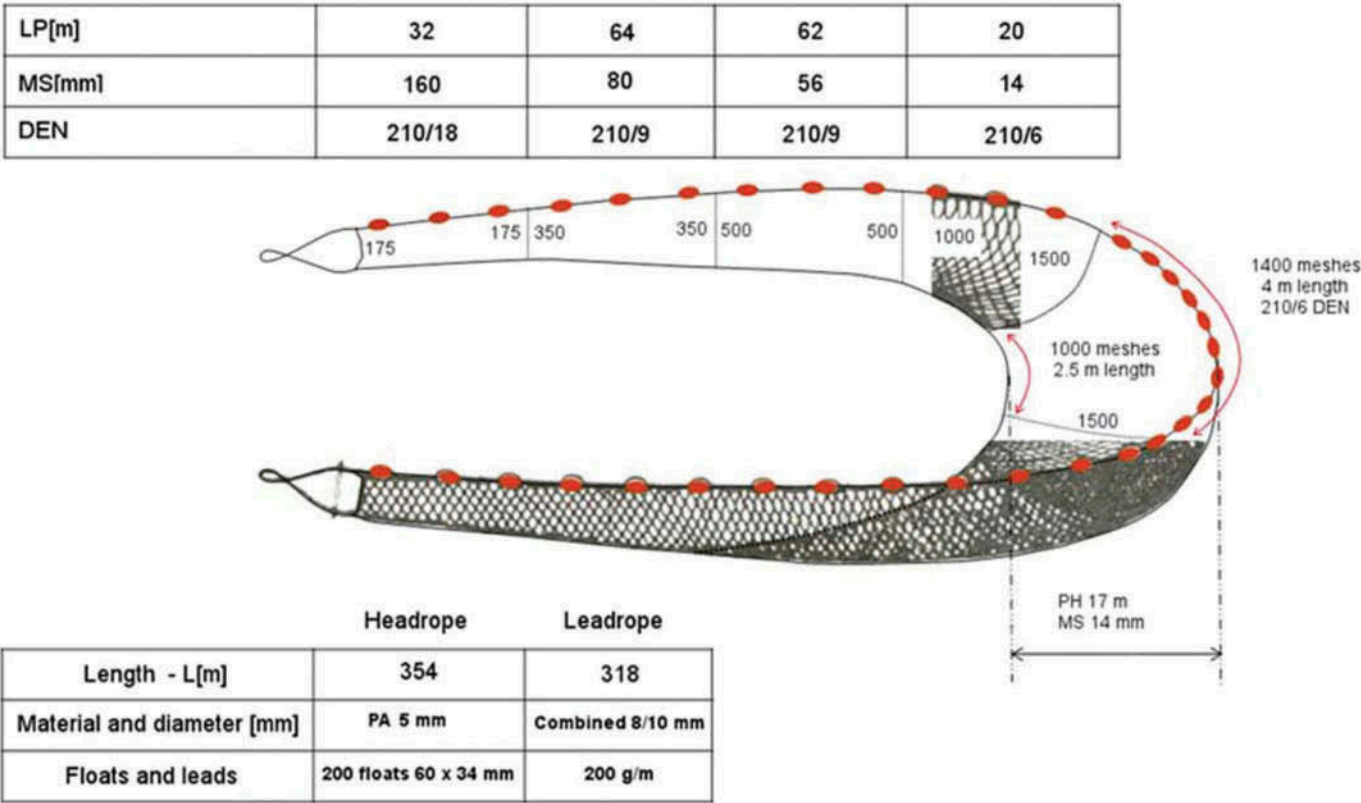 LP[m] 32 64 62 20
MS[mm] 160 80 56 14
DEN 210/18 210/9 210/9 210/6
175 175 350 350 500 500 1000 1500
1400 meshes
4 m length
210/6 DEN
1000 meshes
2.5 m length
1500
PH 17 m
MS 14 mm
Headrope Leadrope
Length - L[m] 354 318
Material and diameter [mm] PA 5 mm Combined 8/10 mm
Floats and leads 200 floats 60 x 34 mm 200 g/m